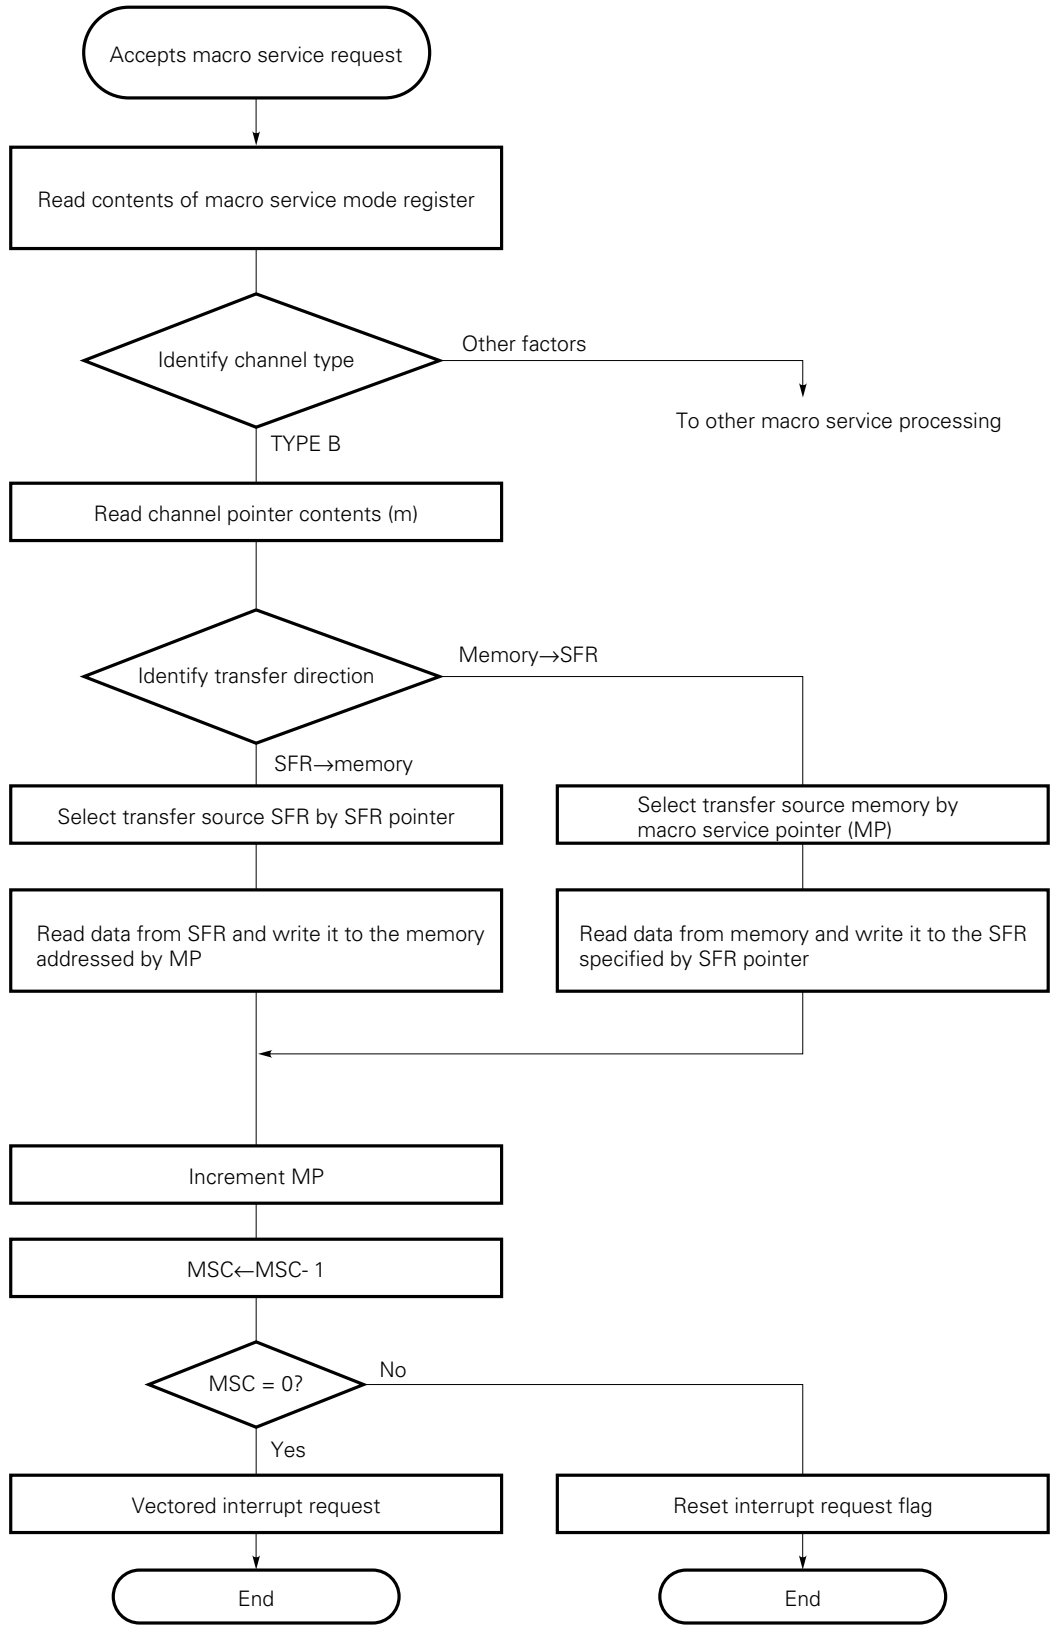 Accepts macro service request
Read contents of macro service mode register
Identify channel type
Other factors
To other macro service processing
TYPE B
Read channel pointer contents (m)
Identify transfer direction
Memory→SFR
SFR→memory
Select transfer source SFR by SFR pointer
Select transfer source memory by
macro service pointer (MP)
Read data from SFR and write it to the memory
addressed by MP
Read data from memory and write it to the SFR
specified by SFR pointer
Increment MP
MSC←MSC- 1
MSC = 0?
No
Yes
Vectored interrupt request
Reset interrupt request flag
End
End